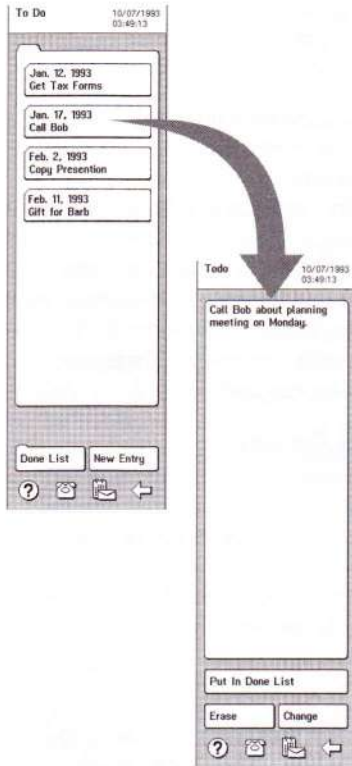 To Do
10/07/1993
03:49:13
Jan. 12, 1993
Get Tax Forms
Jan. 17, 1993
Call Bob
Feb. 2, 1993
Copy Presention
Feb. 11, 1993
Gift for Barb
Done List
New Entry
?
Todo
10/07/1993
03:49:13
Call Bob about planning
meeting on Monday.
Put In Done List
Erase
Change
?